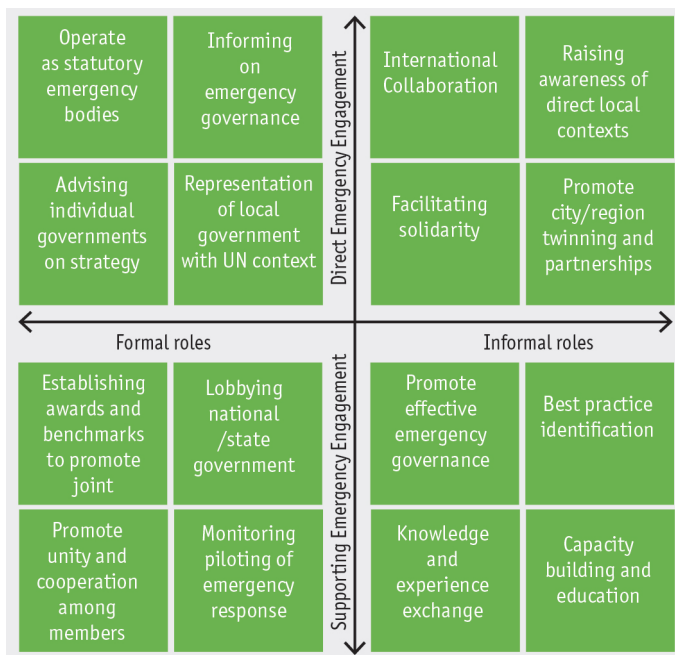 Operate
as statutory
emergency
bodies
Informing
on
emergency
governance
Advising
individual
governments
on strategy
Representation
of local
government
with UN context
Direct Emergency Engagement
International
Collaboration
Raising
awareness of
direct local
contexts
Facilitating
solidarity
Promote
city/region
twinning and
partnerships
Formal roles
Informal roles
Establishing
awards and
benchmarks
to promote
joint
Lobbying
national
/state
government
Promote
unity and
cooperation
among
members
Monitoring
piloting of
emergency
response
Supporting Emergency Engagement
Promote
effective
emergency
governance
Best practice
identification
Knowledge
and
experience
exchange
Capacity
building and
education